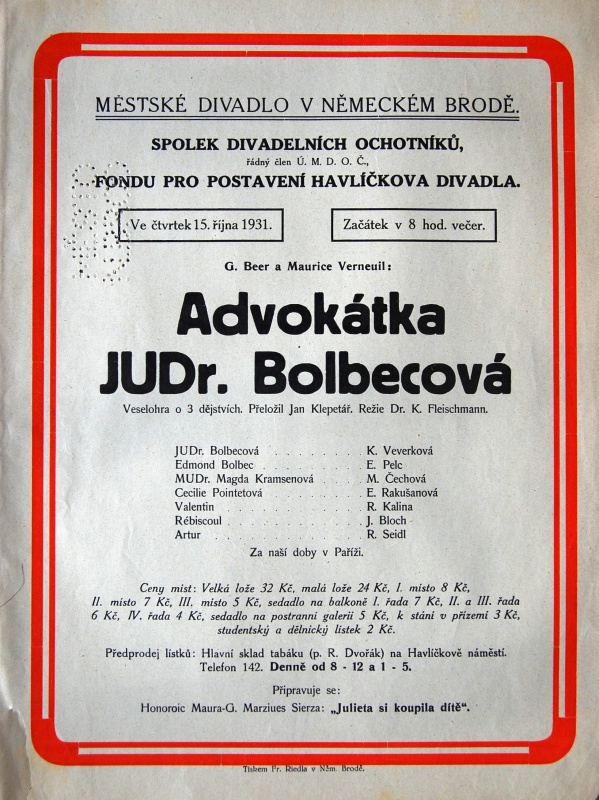 MĚSTSKÉ DIVADLO V NĚMECKÉM BRODĚ.
SPOLEK DIVADELNÍCH OCHOTNÍKŮ,
řádný člen Ú. M. D. O. Č.,
FONDU PRO POSTAVENÍ HAVLÍČKOVA DIVADLA.
Ve čtvrtek 15. října 1931. Začátek v 8 hod. večer.
G. Beer a Maurice Verneuil:
Advokátka
JUDr. Bolbecová
Veselohra o 3 dějstvích. Přeložil Jan Klepetář. Režie Dr. K. Fleischmann.
JUDr. Bolbecová . . . . . . . . K. Veverková
Edmond Bolbec . . . . . . . . . E. Pelc
MUDr. Magda Kramsenová . . . . M. Čechová
Cecilie Pointetová . . . . . . . E. Rakušanová
Valentin . . . . . . . . . . . . R. Kalina
Rébiscoul . . . . . . . . . . . J. Bloch
Artur . . . . . . . . . . . . . R. Seidl
Za naší doby v Paříži.
Ceny míst: Velká lože 32 Kč, malá lože 24 Kč, I. místo 8 Kč,
II. místo 7 Kč, III. místo 5 Kč, sedadlo na balkoně I. řada 7 Kč, II. a III. řada
6 Kč, IV. řada 4 Kč, sedadlo na postranní galerii 5 Kč, k stání v přízemí 3 Kč,
studentský a dělnický lístek 2 Kč.
Předprodej lístků: Hlavní sklad tabáku (p. R. Dvořák) na Havlíčkově náměstí.
Telefon 142. Denně od 8 - 12 a 1 - 5.
Připravuje se:
Honoroic Maura-G. Marziues Sierza: „Julieta si koupila dítě“.
Tiskem Fr. Riedla v Něm. Brodě.